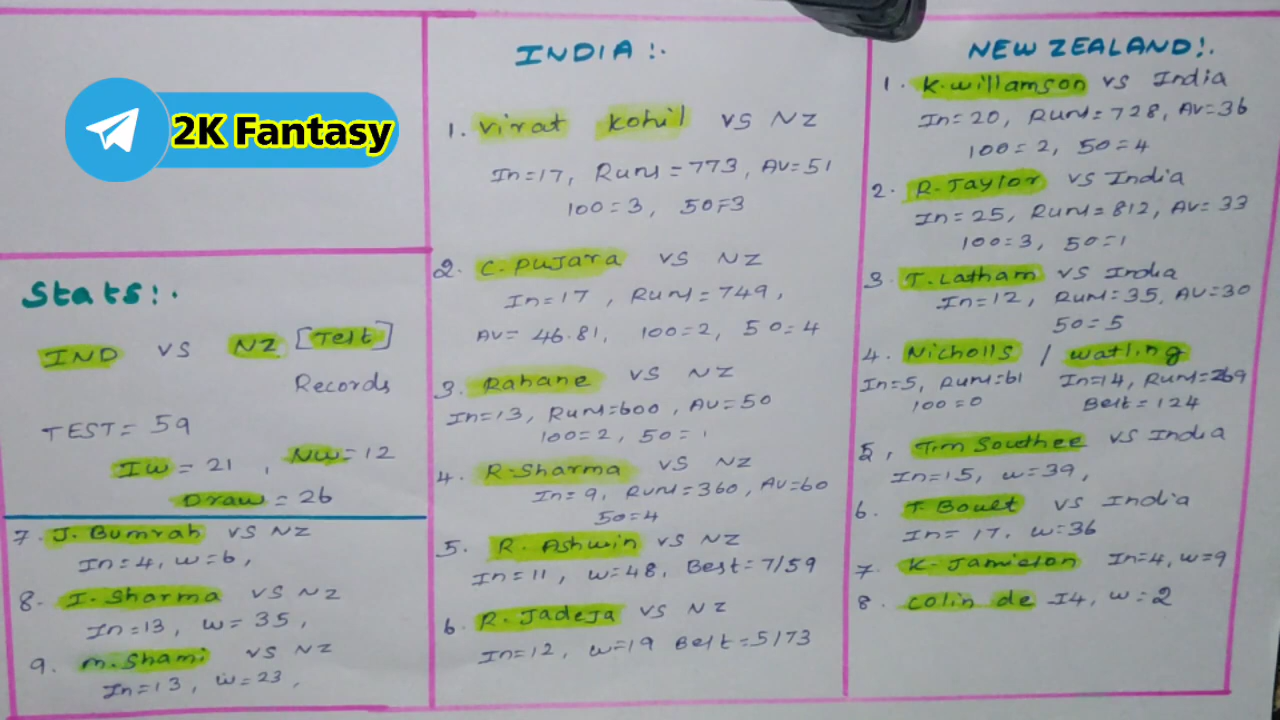 2K Fantasy
Stats:.
IND vs NZ [Test]
Records
TEST= 59
IW = 21, NW=12
Draw = 26
7. J. Bumrah vs NZ
In=4, w=6,
8- I. Sharma vs NZ
In=13, w= 35,
9. M. Shami vs NZ
In=13, w=23,
INDIA:.
1. Virat Kohil vs NZ
In=17, Runs=773, Av=51
100=3, 50=3
2. C. Pujara vs NZ
In=17, Runs=749,
Av= 46.81, 100=2, 50=4
3. Rahane vs NZ
In=13, Runs=600, Av=50
100=2, 50=1
4. R-Sharma vs NZ
In=9, Runs=360, Av=60
50=4
5. R. Ashwin vs NZ
In=11, w=48, Best=7/59
6. R. Jadeja vs NZ
In=12, w=19 Best=5/73
NEW ZEALAND:.
1. K.williamson vs India
In=20, Runs=728, Av=36
100=2, 50=4
2. R.Taylor vs India
In=25, Runs=812, Av=33
100=3, 50=1
3 T.Latham vs India
In=12, Runs=35, Av=30
50=5
4. Nicholls / watling
In=5, Runs=61 In=14, Runs=269
100=0 Best=124
5, Tim Southee vs India
In=15, w=39,
6. T. Boult vs India
In= 17, w=36
7. K-Jamieson In=4, w=9
8. Colin de I4, w=2